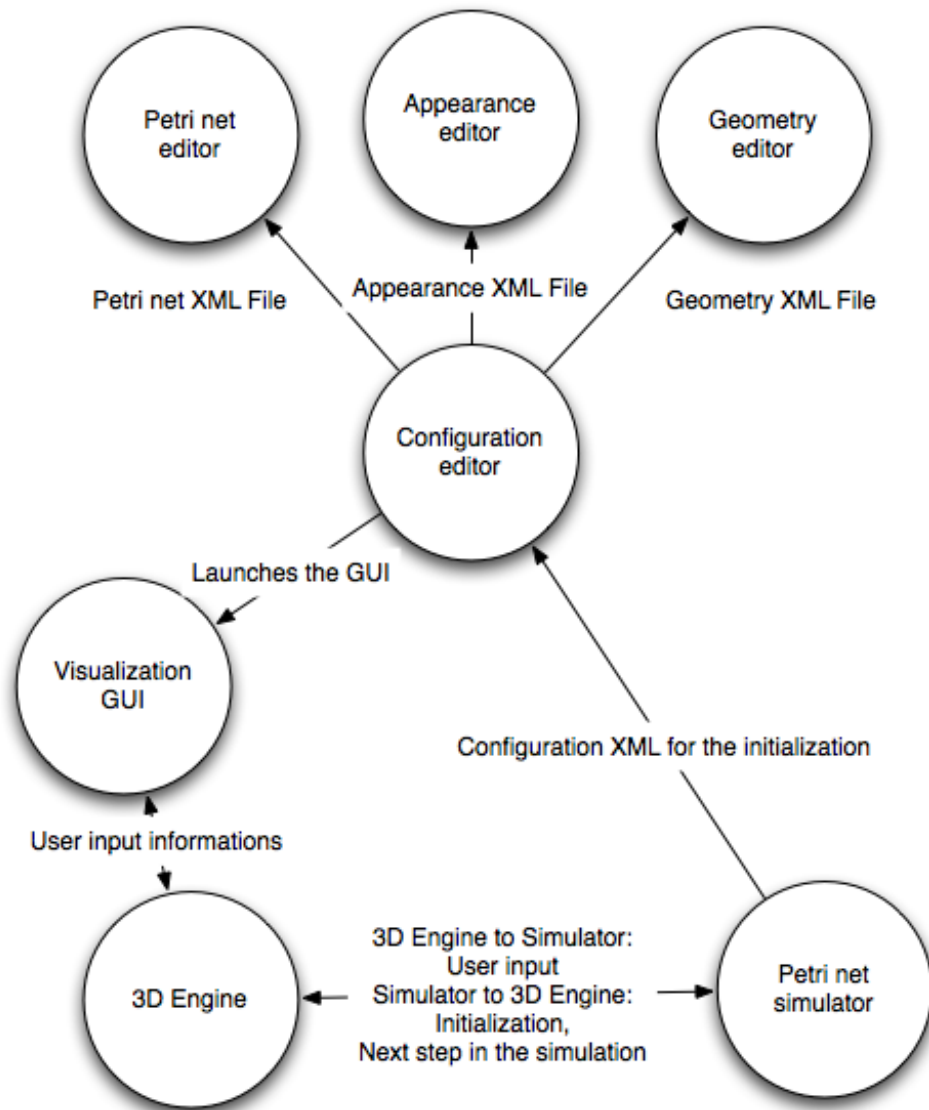 Petri net
editor
Appearance
editor
Geometry
editor
Petri net XML File
Appearance XML File
Geometry XML File
Configuration
editor
Launches the GUI
Visualization
GUI
Configuration XML for the initialization
User input informations
3D Engine
3D Engine to Simulator:
User input
Simulator to 3D Engine:
Initialization,
Next step in the simulation
Petri net
simulator